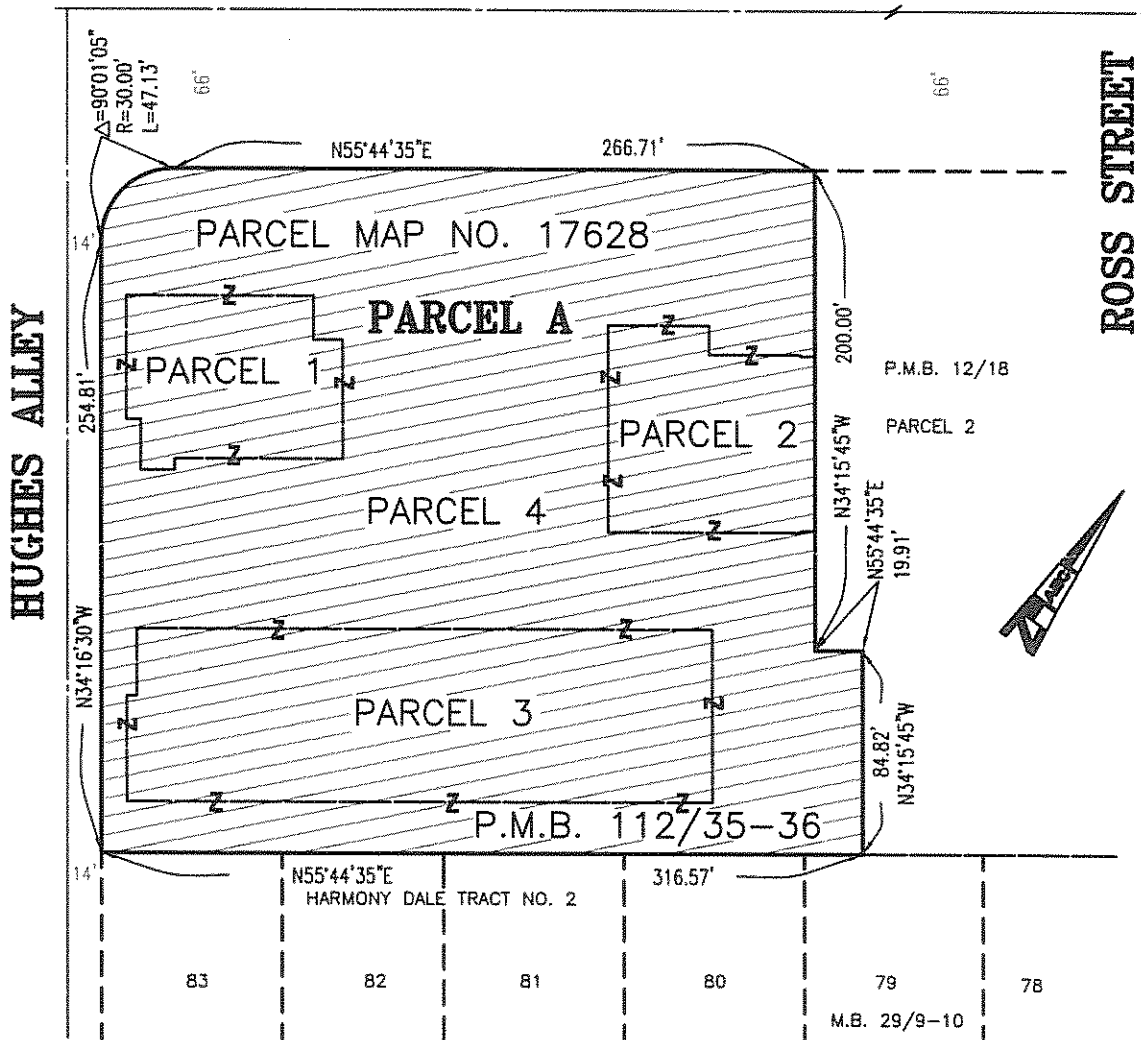 △=90°01'05"
R=30.00'
L=47.13'
66'
66'
N55°44'35"E
266.71'
ROSS STREET
14'
PARCEL MAP NO. 17628
HUGHES ALLEY
254.81'
PARCEL A
PARCEL 1
200.00'
P.M.B. 12/18
PARCEL 2
PARCEL 2
PARCEL 4
N34°15'45"W
N55°44'35"E
19.91'
AEC
N34°16'30"W
PARCEL 3
84.82'
N34°15'45"W
P.M.B. 112/35-36
14'
N55°44'35"E
316.57'
HARMONY DALE TRACT NO. 2
83
82
81
80
79
78
M.B. 29/9-10